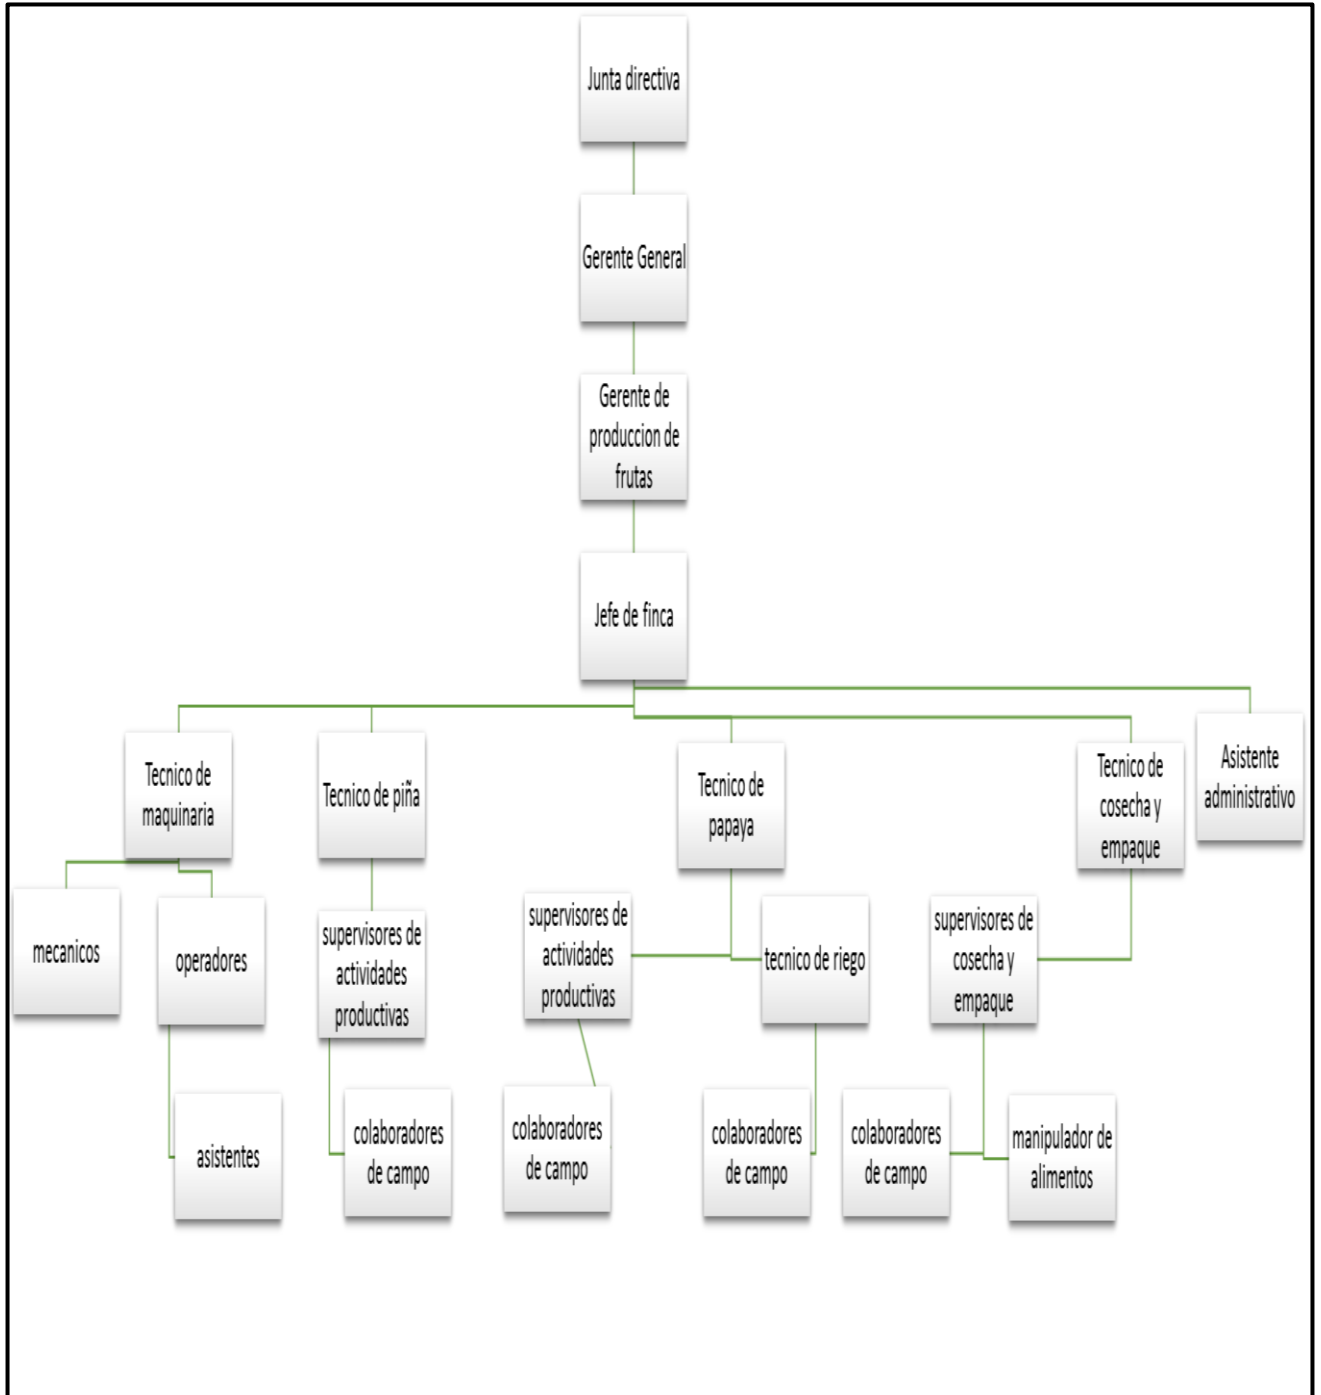 Junta directiva
Gerente General
Gerente de
produccion de
frutas
Jefe de finca
Tecnico de
maquinaria
Tecnico de piña
Tecnico de
papaya
Tecnico de
cosecha y
empaque
Asistente
administrativo
mecanicos
operadores
supervisores de
actividades
productivas
supervisores de
actividades
productivas
tecnico de riego
supervisores de
cosecha y
empaque
asistentes
colaboradores
de campo
colaboradores
de campo
colaboradores
de campo
colaboradores
de campo
manipulador de
alimentos